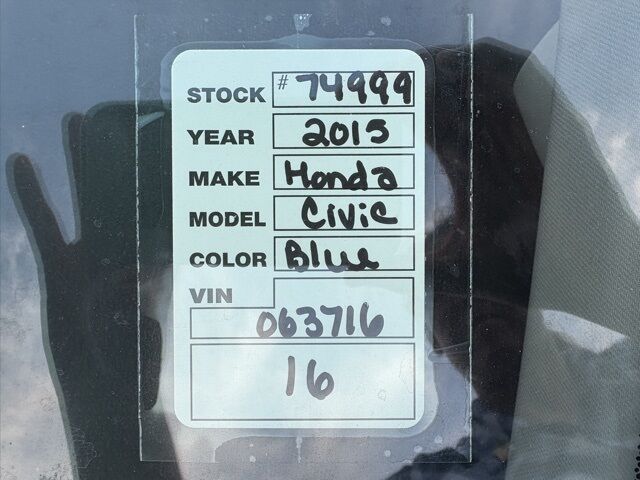 STOCK # 74999
YEAR 2015
MAKE Honda
MODEL Civic
COLOR Blue
VIN
063716
16